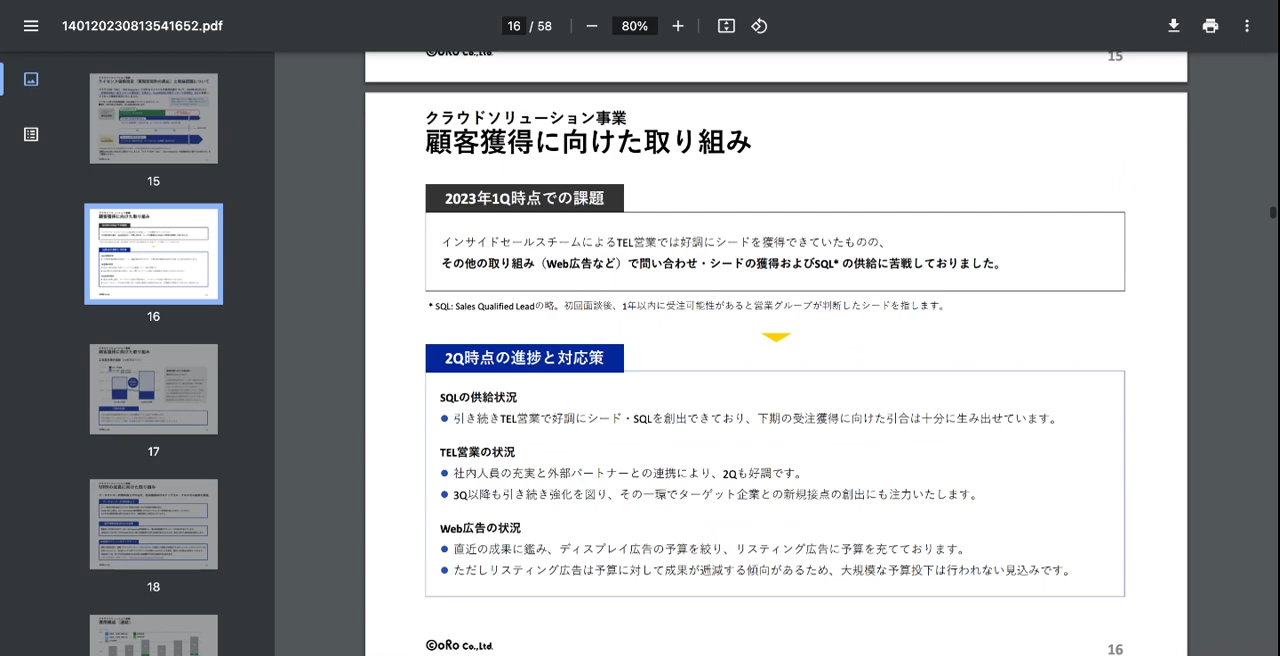 140120230813541652.pdf
16 / 58
80%
15
16
17
18
©oRo Co.,Ltd.
15
クラウドソリューション事業
顧客獲得に向けた取り組み
2023年1Q時点での課題
インサイドセールスチームによるTEL営業では好調にシードを獲得できていたものの、
その他の取り組み（Web広告など）で問い合わせ・シードの獲得およびSQL* の供給に苦戦しておりました。
* SQL: Sales Qualified Leadの略。初回面談後、1年以内に受注可能性があると営業グループが判断したシードを指します。
2Q時点の進捗と対応策
SQLの供給状況
● 引き続きTEL営業で好調にシード・SQLを創出できており、下期の受注獲得に向けた引合は十分に生み出せています。
TEL営業の状況
● 社内人員の充実と外部パートナーとの連携により、2Qも好調です。
● 3Q以降も引き続き強化を図り、その一環でターゲット企業との新規接点の創出にも注力いたします。
Web広告の状況
● 直近の成果に鑑み、ディスプレイ広告の予算を絞り、リスティング広告に予算を充てております。
● ただしリスティング広告は予算に対して成果が逓減する傾向があるため、大規模な予算投下は行われない見込みです。
©oRo Co.,Ltd.
16